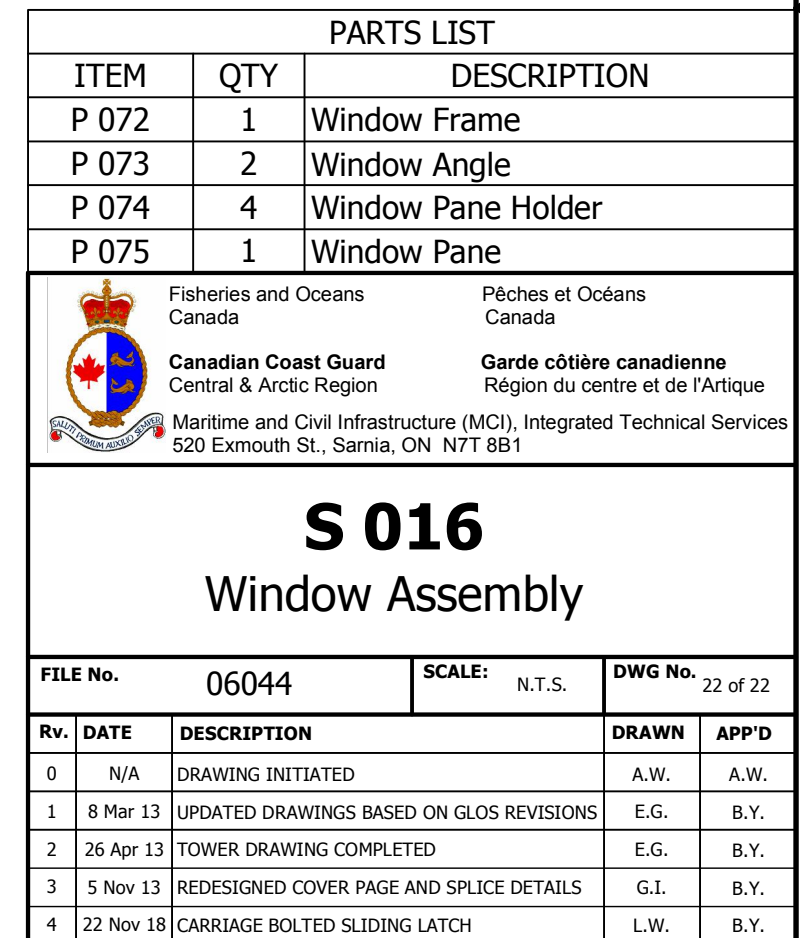 PARTS LIST
ITEM QTY DESCRIPTION
P 072 1 Window Frame
P 073 2 Window Angle
P 074 4 Window Pane Holder
P 075 1 Window Pane
Fisheries and Oceans Pêches et Océans
Canada Canada
Canadian Coast Guard Garde côtière canadienne
Central & Arctic Region Région du centre et de l'Artique
SALUTI PRIMUM AUXILIO SEMPER
Maritime and Civil Infrastructure (MCI), Integrated Technical Services
520 Exmouth St., Sarnia, ON N7T 8B1
S 016
Window Assembly
FILE No. 06044 SCALE: N.T.S. DWG No. 22 of 22
Rv. DATE DESCRIPTION DRAWN APP'D
0 N/A DRAWING INITIATED A.W. A.W.
1 8 Mar 13 UPDATED DRAWINGS BASED ON GLOS REVISIONS E.G. B.Y.
2 26 Apr 13 TOWER DRAWING COMPLETED E.G. B.Y.
3 5 Nov 13 REDESIGNED COVER PAGE AND SPLICE DETAILS G.I. B.Y.
4 22 Nov 18 CARRIAGE BOLTED SLIDING LATCH L.W. B.Y.